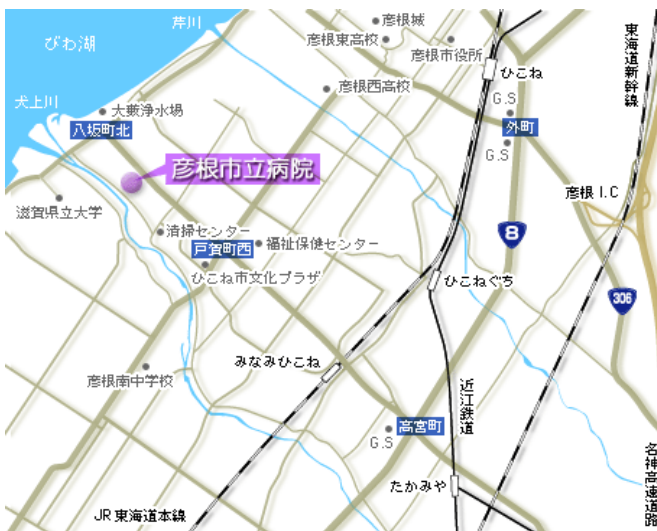 芹川
彦根城
びわ湖
彦根東高校
彦根市役所
東海道新幹線
ひこね
犬上川
彦根西高校
G.S
大藪浄水場
八坂町北
外町
G.S
彦根市立病院
彦根I.C
滋賀県立大学
清掃センター
8
戸賀町西
福祉保健センター
ひこね市文化プラザ
ひこねぐち
306
みなみひこね
彦根南中学校
近江鉄道
高宮町
G.S
名神高速道路
たかみや
JR東海道本線